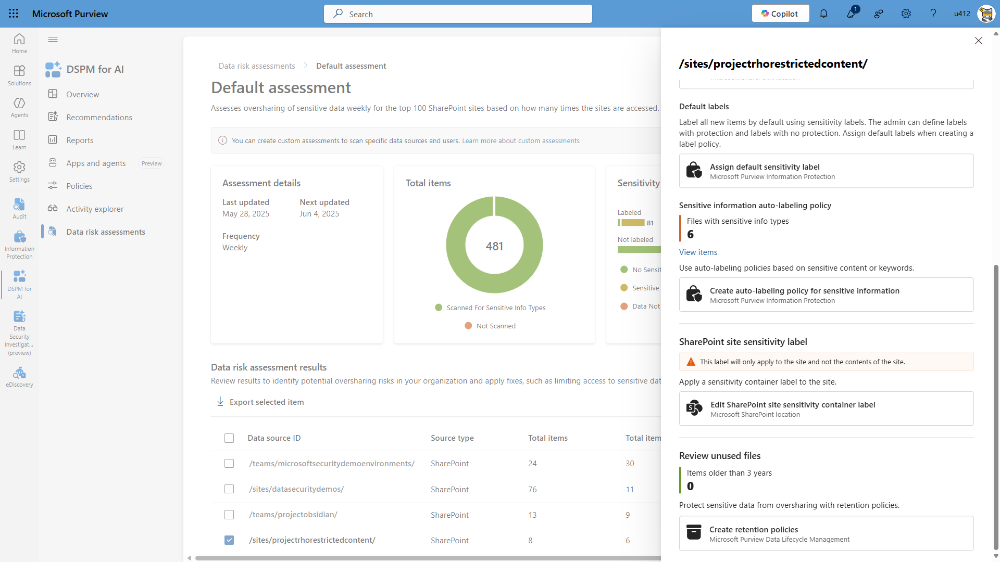 Microsoft Purview
Search
Copilot
1
u412
Home
Solutions
Agents
Learn
Settings
Audit
Information
Protection
DSPM for
AI
Data
Security
Investigat...
(preview)
eDiscovery
DSPM for AI
Overview
Recommendations
Reports
Apps and agents
Preview
Policies
Activity explorer
Data risk assessments
Data risk assessments
Default assessment
Default assessment
Assesses oversharing of sensitive data weekly for the top 100 SharePoint sites based on how many times the sites are accessed.
You can create custom assessments to scan specific data sources and users. Learn more about custom assessments
Assessment details
Last updated
May 28, 2025
Next updated
Jun 4, 2025
Frequency
Weekly
Total items
481
Scanned For Sensitive Info Types
Not Scanned
Sensitivity
Labeled
81
Not labeled
No Sensit
Sensitive
Data Not
Data risk assessment results
Review results to identify potential oversharing risks in your organization and apply fixes, such as limiting access to sensitive dat
Export selected item
Data source ID Source type Total items Total item
/teams/microsoftsecuritydemoenvironments/ SharePoint 24 30
/sites/datasecuritydemos/ SharePoint 76 11
/teams/projectobsidian/ SharePoint 13 9
/sites/projectrhorestrictedcontent/ SharePoint 8 6
/sites/projectrhorestrictedcontent/
Default labels
Label all new items by default using sensitivity labels. The admin can define labels
with protection and labels with no protection. Assign default labels when creating a
label policy.
Assign default sensitivity label
Microsoft Purview Information Protection
Sensitive information auto-labeling policy
Files with sensitive info types
6
View items
Use auto-labeling policies based on sensitive content or keywords.
Create auto-labeling policy for sensitive information
Microsoft Purview Information Protection
SharePoint site sensitivity label
This label will only apply to the site and not the contents of the site.
Apply a sensitivity container label to the site.
Edit SharePoint site sensitivity container label
Microsoft SharePoint location
Review unused files
Items older than 3 years
0
Protect sensitive data from oversharing with retention policies.
Create retention policies
Microsoft Purview Data Lifecycle Management